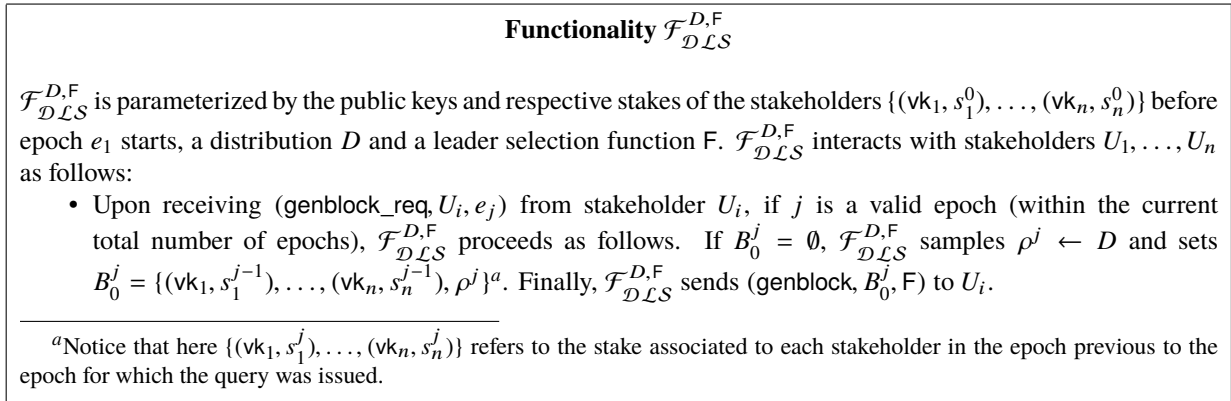 Functionality $\mathcal{F}_{\mathcal{DLS}}^{D,\mathsf{F}}$
$\mathcal{F}_{\mathcal{DLS}}^{D,\mathsf{F}}$ is parameterized by the public keys and respective stakes of the stakeholders $\{(\mathsf{vk}_1, s_1^0), \ldots, (\mathsf{vk}_n, s_n^0)\}$ before
epoch $e_1$ starts, a distribution $D$ and a leader selection function $\mathsf{F}$. $\mathcal{F}_{\mathcal{DLS}}^{D,\mathsf{F}}$ interacts with stakeholders $U_1, \ldots, U_n$
as follows:
• Upon receiving $(\mathsf{genblock\_req}, U_i, e_j)$ from stakeholder $U_i$, if $j$ is a valid epoch (within the current
total number of epochs), $\mathcal{F}_{\mathcal{DLS}}^{D,\mathsf{F}}$ proceeds as follows. If $B_0^j = \emptyset$, $\mathcal{F}_{\mathcal{DLS}}^{D,\mathsf{F}}$ samples $\rho^j \leftarrow D$ and sets
$B_0^j = \{(\mathsf{vk}_1, s_1^{j-1}), \ldots, (\mathsf{vk}_n, s_n^{j-1}), \rho^j\}^a$. Finally, $\mathcal{F}_{\mathcal{DLS}}^{D,\mathsf{F}}$ sends $(\mathsf{genblock}, B_0^j, \mathsf{F})$ to $U_i$.
$^a$Notice that here $\{(\mathsf{vk}_1, s_1^j), \ldots, (\mathsf{vk}_n, s_n^j)\}$ refers to the stake associated to each stakeholder in the epoch previous to the
epoch for which the query was issued.